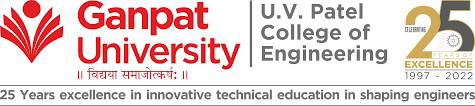 Ganpat
University
॥ विद्यया समाजोत्कर्षः ॥
U.V. Patel
College of
Engineering
CELEBRATING
25
YEARS OF
EXCELLENCE
1997 - 2022
25 Years excellence in innovative technical education in shaping engineers